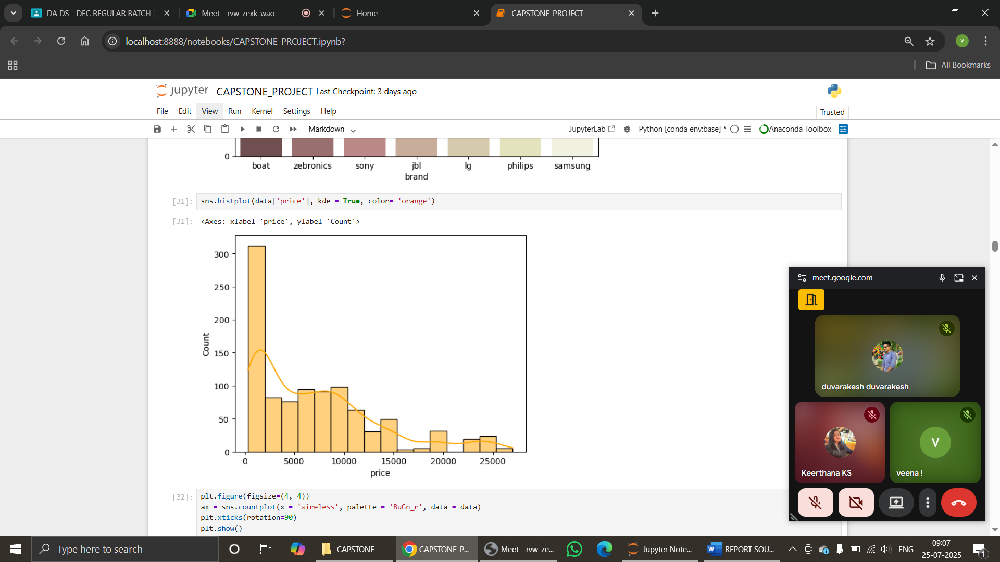 DA DS - DEC REGULAR BATCH (
Meet - rvw-zexk-wao
Home
CAPSTONE_PROJECT
localhost:8888/notebooks/CAPSTONE_PROJECT.ipynb?
V
All Bookmarks
jupyter CAPSTONE_PROJECT Last Checkpoint: 3 days ago
File Edit View Run Kernel Settings Help
Trusted
Markdown
JupyterLab
Python [conda env:base] *
Anaconda Toolbox
0
boat zebronics sony jbl lg philips samsung
brand
[31]: sns.histplot(data['price'], kde = True, color= 'orange')
[31]: <Axes: xlabel='price', ylabel='Count'>
300
250
200
150
100
50
0
Count
0 5000 10000 15000 20000 25000
price
[32]: plt.figure(figsize=(4, 4))
ax = sns.countplot(x = 'wireless', palette = 'BuGn_r', data = data)
plt.xticks(rotation=90)
plt.show()
meet.google.com
duvarakesh duvarakesh
Keerthana KS
V
veena !
Type here to search
CAPSTONE
CAPSTONE_P...
Meet - rvw-ze...
Jupyter Note...
REPORT SOU...
ENG
09:07
25-07-2025
1